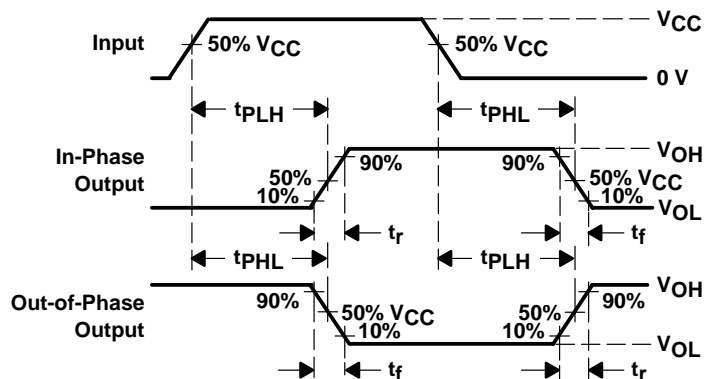 Input
50% VCC
50% VCC
VCC
0 V
tPLH
tPHL
In-Phase
Output
50%
10%
90%
90%
VOH
50% VCC
10%
VOL
tr
tf
tPHL
tPLH
Out-of-Phase
Output
90%
50% VCC
10%
50%
10%
90%
VOH
VOL
tf
tr